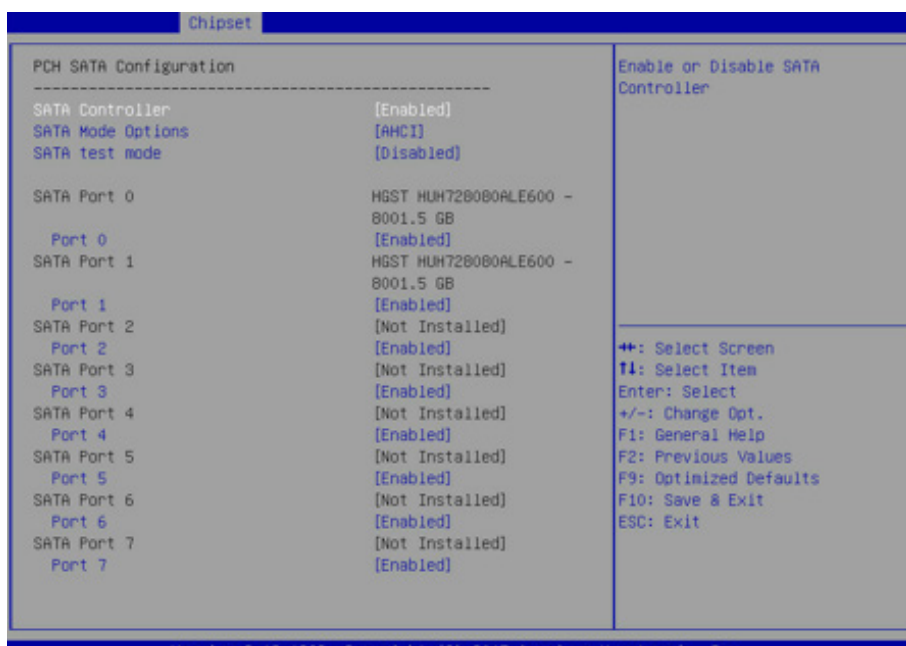 Chipset
PCH SATA Configuration
--------------------------------------------------
SATA Controller [Enabled]
SATA Mode Options [AHCI]
SATA test mode [Disabled]
SATA Port 0 HGST HUH728080ALE600 -
8001.5 GB
Port 0 [Enabled]
SATA Port 1 HGST HUH728080ALE600 -
8001.5 GB
Port 1 [Enabled]
SATA Port 2 [Not Installed]
Port 2 [Enabled]
SATA Port 3 [Not Installed]
Port 3 [Enabled]
SATA Port 4 [Not Installed]
Port 4 [Enabled]
SATA Port 5 [Not Installed]
Port 5 [Enabled]
SATA Port 6 [Not Installed]
Port 6 [Enabled]
SATA Port 7 [Not Installed]
Port 7 [Enabled]
Enable or Disable SATA
Controller
→←: Select Screen
↑↓: Select Item
Enter: Select
+/-: Change Opt.
F1: General Help
F2: Previous Values
F9: Optimized Defaults
F10: Save & Exit
ESC: Exit